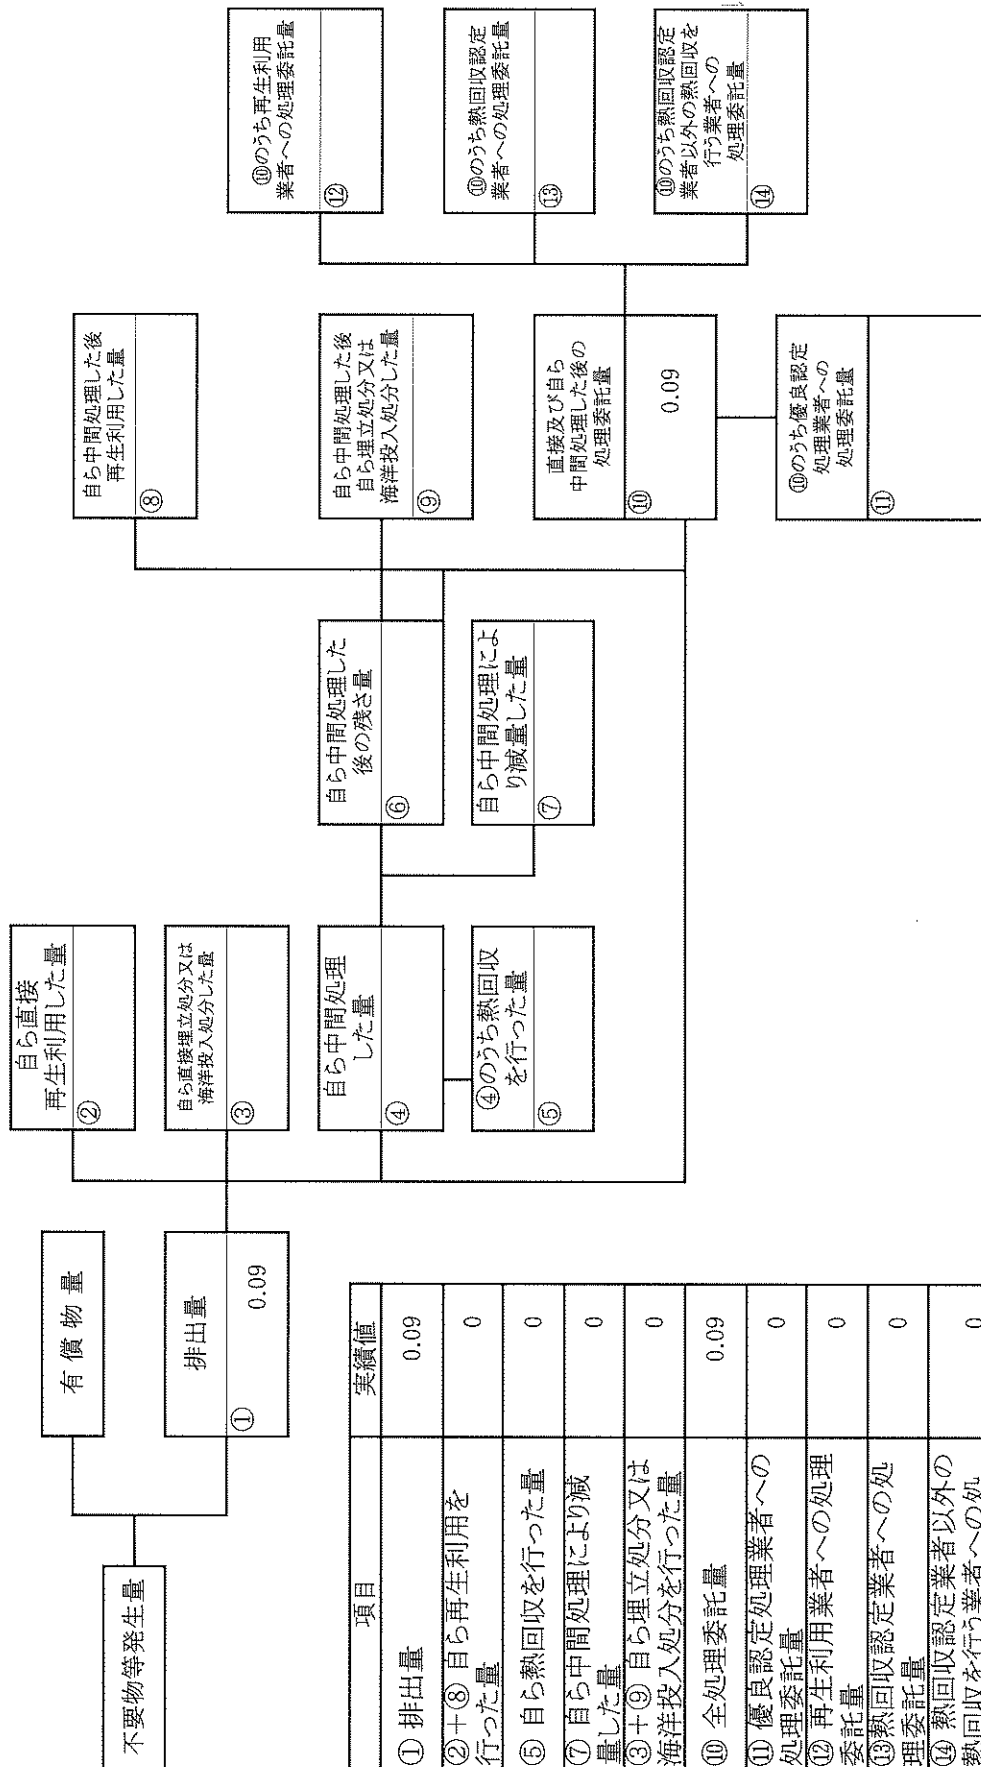 不要物等発生量
有償物量
排出量
①
0.09
自ら直接
再生利用した量
②
自ら直接埋立処分又は
海洋投入処分した量
③
自ら中間処理
した量
④
④のうち熱回収
を行った量
⑤
自ら中間処理した
後の残さ量
⑥
自ら中間処理によ
り減量した量
⑦
自ら中間処理した後
再生利用した量
⑧
自ら中間処理した後
自ら埋立処分又は
海洋投入処分した量
⑨
直接及び自ら
中間処理した後の
処理委託量
⑩
0.09
⑩のうち優良認定
処理業者への
処理委託量
⑪
⑩のうち再生利用
業者への処理委託量
⑫
⑩のうち熱回収認定
業者への処理委託量
⑬
⑩のうち熱回収認定
業者以外の熱回収を
行う業者への
処理委託量
⑭
項目
実績値
① 排出量
0.09
②+⑧ 自ら再生利用を
行った量
0
⑤ 自ら熱回収を行った量
0
⑦ 自ら中間処理により減
量した量
0
③+⑨ 自ら埋立処分又は
海洋投入処分を行った量
0
⑩ 全処理委託量
0.09
⑪ 優良認定処理業者への
処理委託量
0
⑫ 再生利用業者への処理
委託量
0
⑬熱回収認定業者への処
理委託量
0
⑭ 熱回収認定業者以外の
熱回収を行う業者への処
0